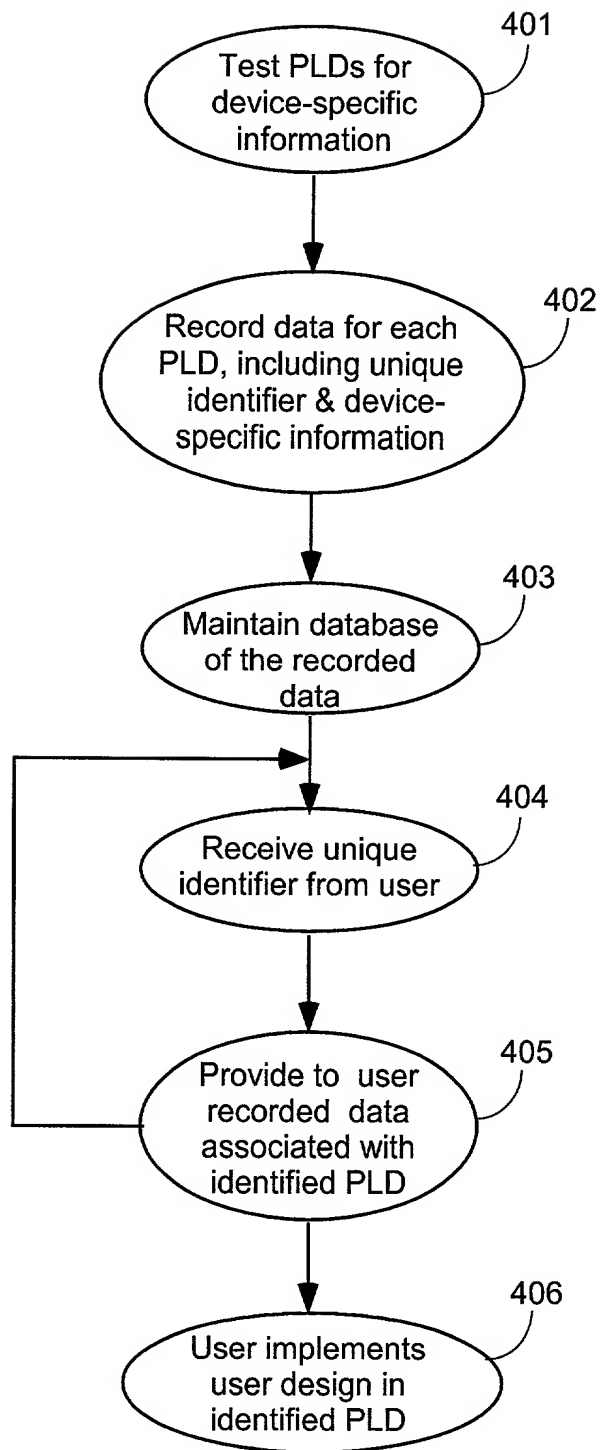 401
Test PLDs for
device-specific
information
402
Record data for each
PLD, including unique
identifier & device-
specific information
403
Maintain database
of the recorded
data
404
Receive unique
identifier from user
405
Provide to user
recorded data
associated with
identified PLD
406
User implements
user design in
identified PLD